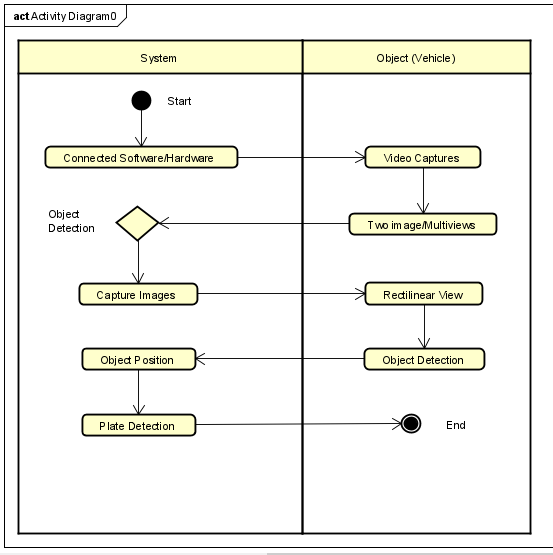 act Activity Diagram0
System
Object (Vehicle)
Start
Connected Software/Hardware
Video Captures
Object
Detection
Two image/Multiviews
Capture Images
Rectilinear View
Object Position
Object Detection
Plate Detection
End